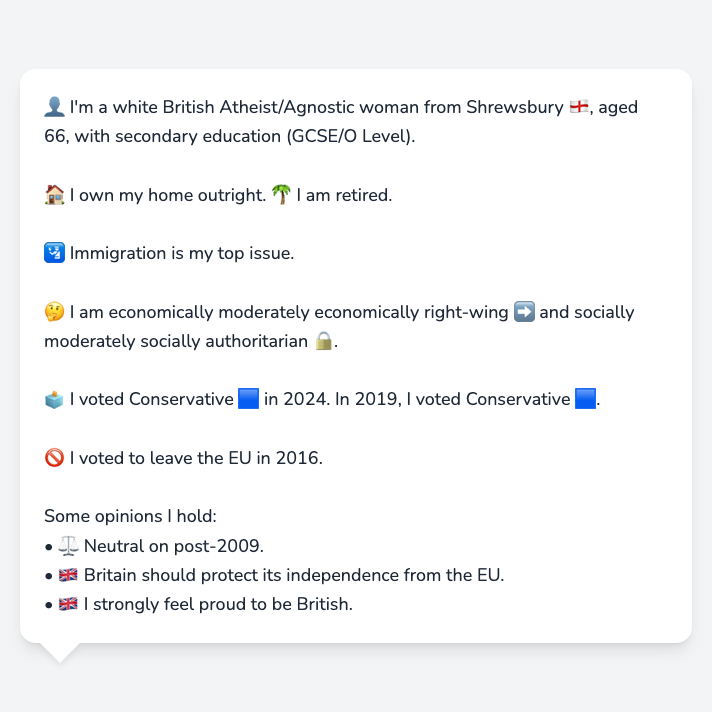 👤 I'm a white British Atheist/Agnostic woman from Shrewsbury 🏴󠁧󠁢󠁥󠁮󠁧󠁿, aged
66, with secondary education (GCSE/O Level).
🏠 I own my home outright. 🌴 I am retired.
🛂 Immigration is my top issue.
🤔 I am economically moderately economically right-wing ➡️ and socially
moderately socially authoritarian 🔒.
🗳️ I voted Conservative 🟦 in 2024. In 2019, I voted Conservative 🟦.
🚫 I voted to leave the EU in 2016.
Some opinions I hold:
• ⚖️ Neutral on post-2009.
• 🇬🇧 Britain should protect its independence from the EU.
• 🇬🇧 I strongly feel proud to be British.